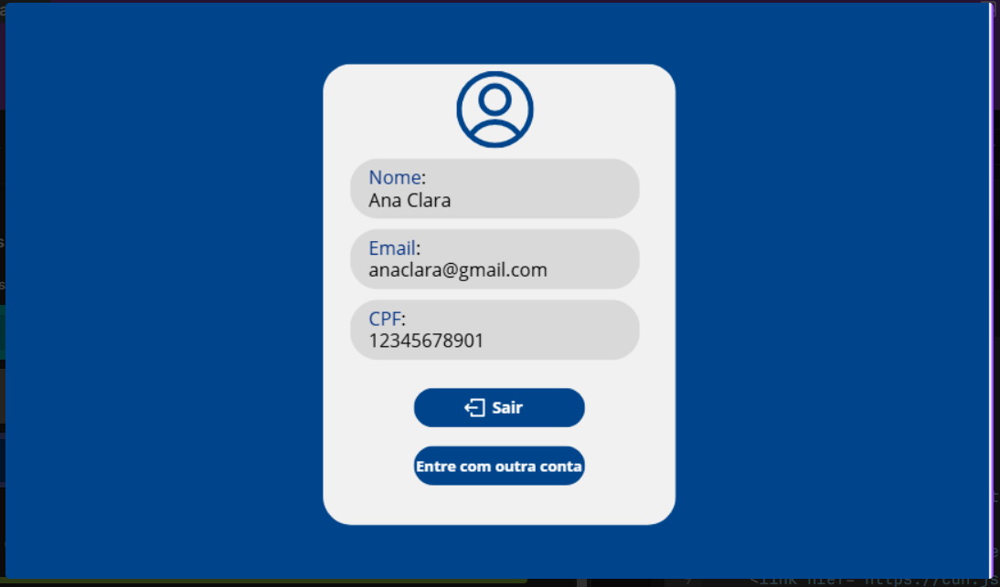 Nome:
Ana Clara
Email:
anaclara@gmail.com
CPF:
12345678901
Sair
Entre com outra conta